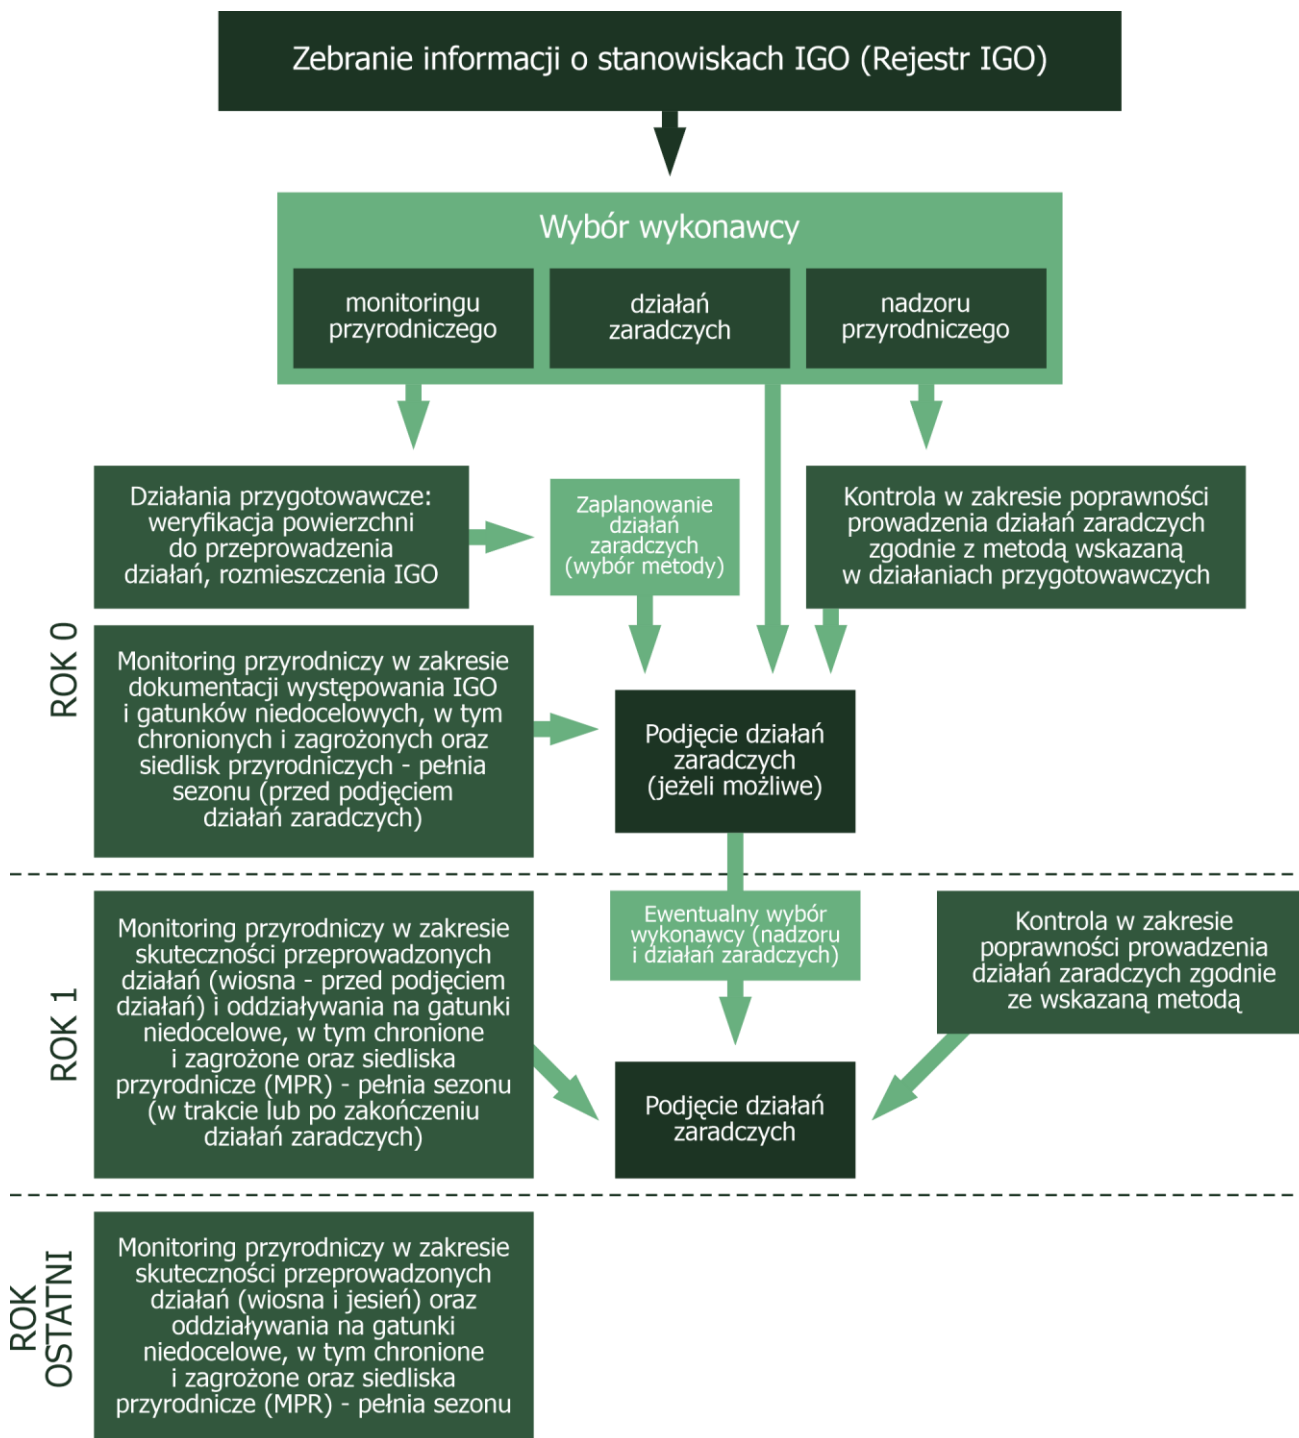 Zebranie informacji o stanowiskach IGO (Rejestr IGO)
Wybór wykonawcy
monitoringu
przyrodniczego
działań
zaradczych
nadzoru
przyrodniczego
ROK 0
Działania przygotowawcze:
weryfikacja powierzchni
do przeprowadzenia
działań, rozmieszczenia IGO
Zaplanowanie
działań
zaradczych
(wybór metody)
Kontrola w zakresie poprawności
prowadzenia działań zaradczych
zgodnie z metodą wskazaną
w działaniach przygotowawczych
Monitoring przyrodniczy w zakresie
dokumentacji występowania IGO
i gatunków niedocelowych, w tym
chronionych i zagrożonych oraz
siedlisk przyrodniczych - pełnia
sezonu (przed podjęciem
działań zaradczych)
Podjęcie działań
zaradczych
(jeżeli możliwe)
ROK 1
Monitoring przyrodniczy w zakresie
skuteczności przeprowadzonych
działań (wiosna - przed podjęciem
działań) i oddziaływania na gatunki
niedocelowe, w tym chronione
i zagrożone oraz siedliska
przyrodnicze (MPR) - pełnia sezonu
(w trakcie lub po zakończeniu
działań zaradczych)
Ewentualny wybór
wykonawcy (nadzoru
i działań zaradczych)
Kontrola w zakresie
poprawności prowadzenia
działań zaradczych zgodnie
ze wskazaną metodą
Podjęcie działań
zaradczych
ROK
OSTATNI
Monitoring przyrodniczy w zakresie
skuteczności przeprowadzonych
działań (wiosna i jesień) oraz
oddziaływania na gatunki
niedocelowe, w tym chronione
i zagrożone oraz siedliska
przyrodnicze (MPR) - pełnia sezonu